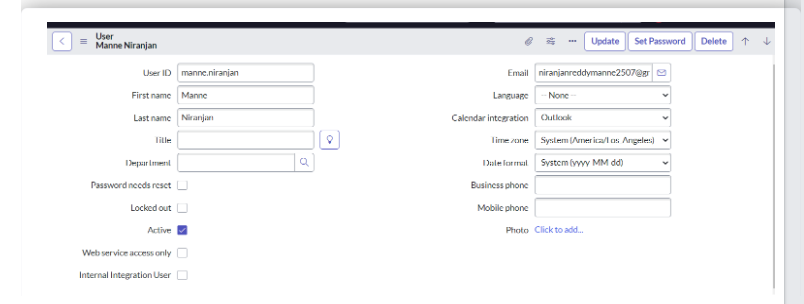 User
Manne Niranjan
Update
Set Password
Delete
User ID manne.niranjan
First name Manne
Last name Niranjan
Title
Department
Password needs reset
Locked out
Active
Web service access only
Internal Integration User
Email niranjanreddymanne2507@gr
Language -- None --
Calendar integration Outlook
Time zone System (America/Los Angeles)
Date format System (yyyy MM dd)
Business phone
Mobile phone
Photo Click to add...